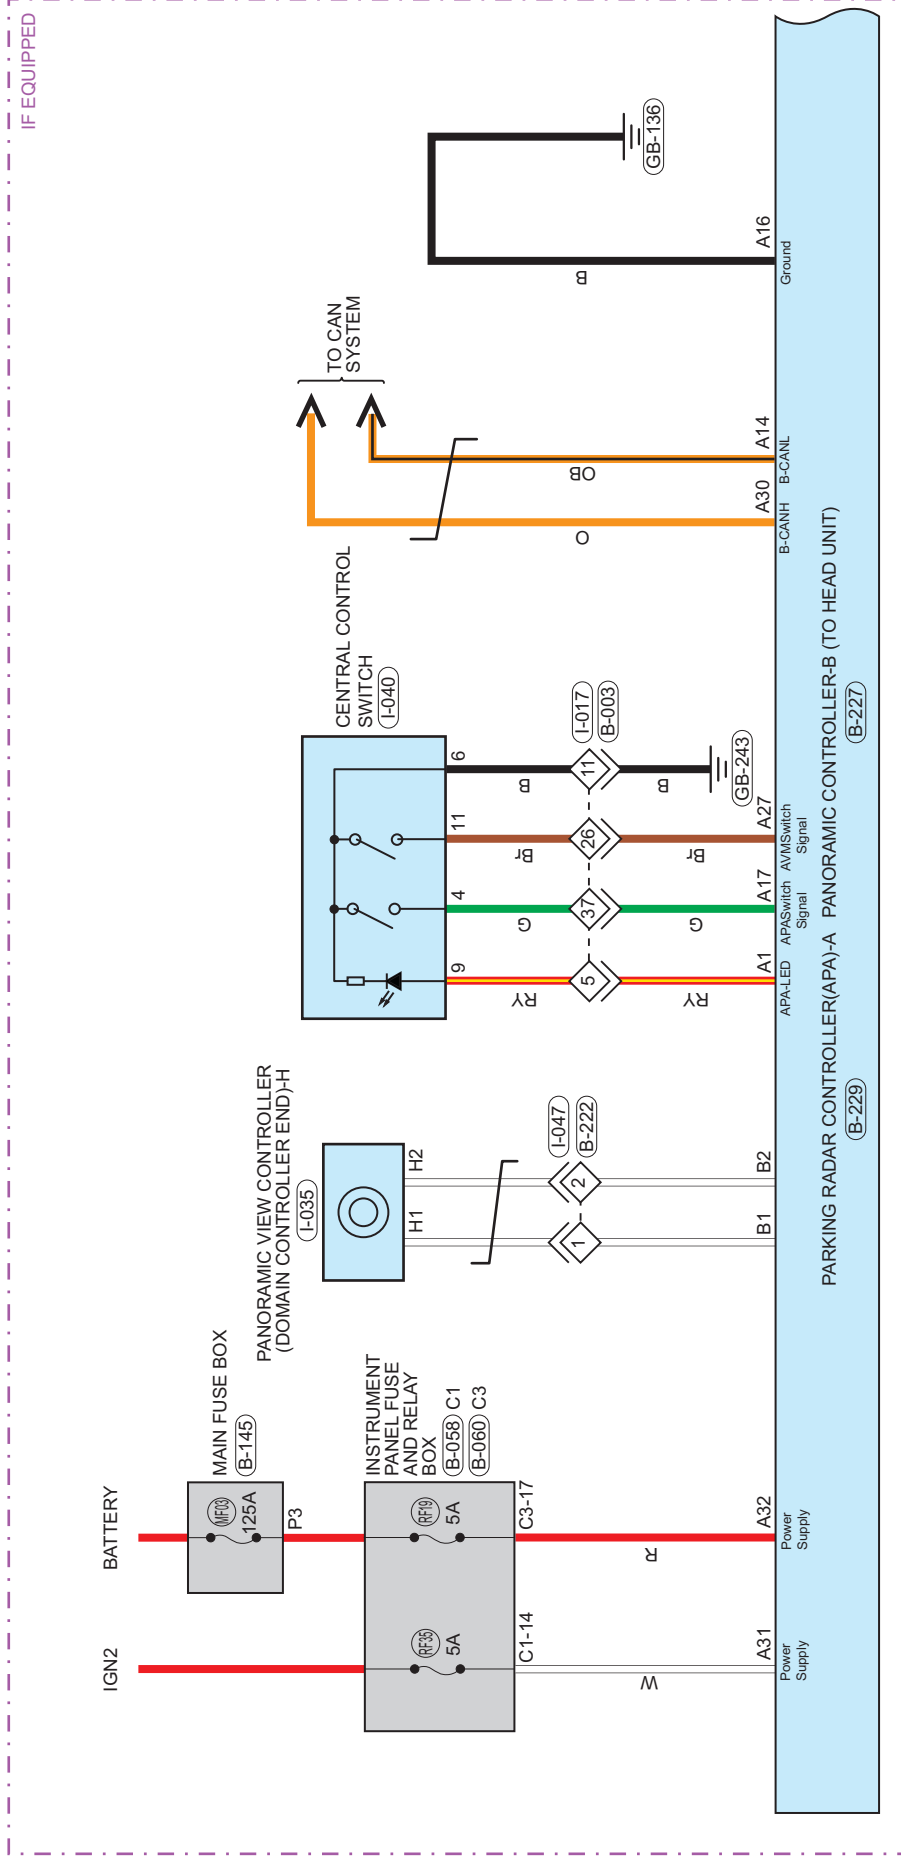 IF EQUIPPED
BATTERY
IGN2
MAIN FUSE BOX
B-145
MF03
125A
P3
INSTRUMENT
PANEL FUSE
AND RELAY
BOX
B-058 C1
B-060 C3
RF35
5A
RF19
5A
C1-14
C3-17
W
R
A31
Power
Supply
A32
Power
Supply
PANORAMIC VIEW CONTROLLER
(DOMAIN CONTROLLER END)-H
I-035
H1
H2
I-047
B-222
1
2
B1
B2
CENTRAL CONTROL
SWITCH
I-040
9
4
11
6
RY
G
Br
B
I-017
B-003
5
37
26
11
RY
G
Br
B
GB-243
A1
APA-LED
A17
APASwitch
Signal
A27
AVMSwitch
Signal
TO CAN
SYSTEM
O
OB
A30
B-CANH
A14
B-CANL
B
GB-136
A16
Ground
PARKING RADAR CONTROLLER(APA)-A
B-229
PANORAMIC CONTROLLER-B (TO HEAD UNIT)
B-227